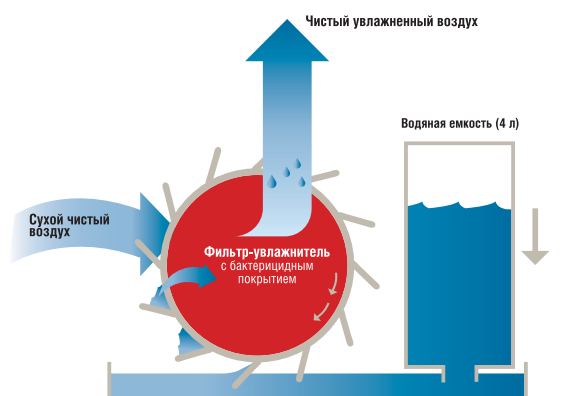 Чистый увлажненный воздух
Водяная емкость (4 л)
Сухой чистый
воздух
Фильтр-увлажнитель
с бактерицидным
покрытием